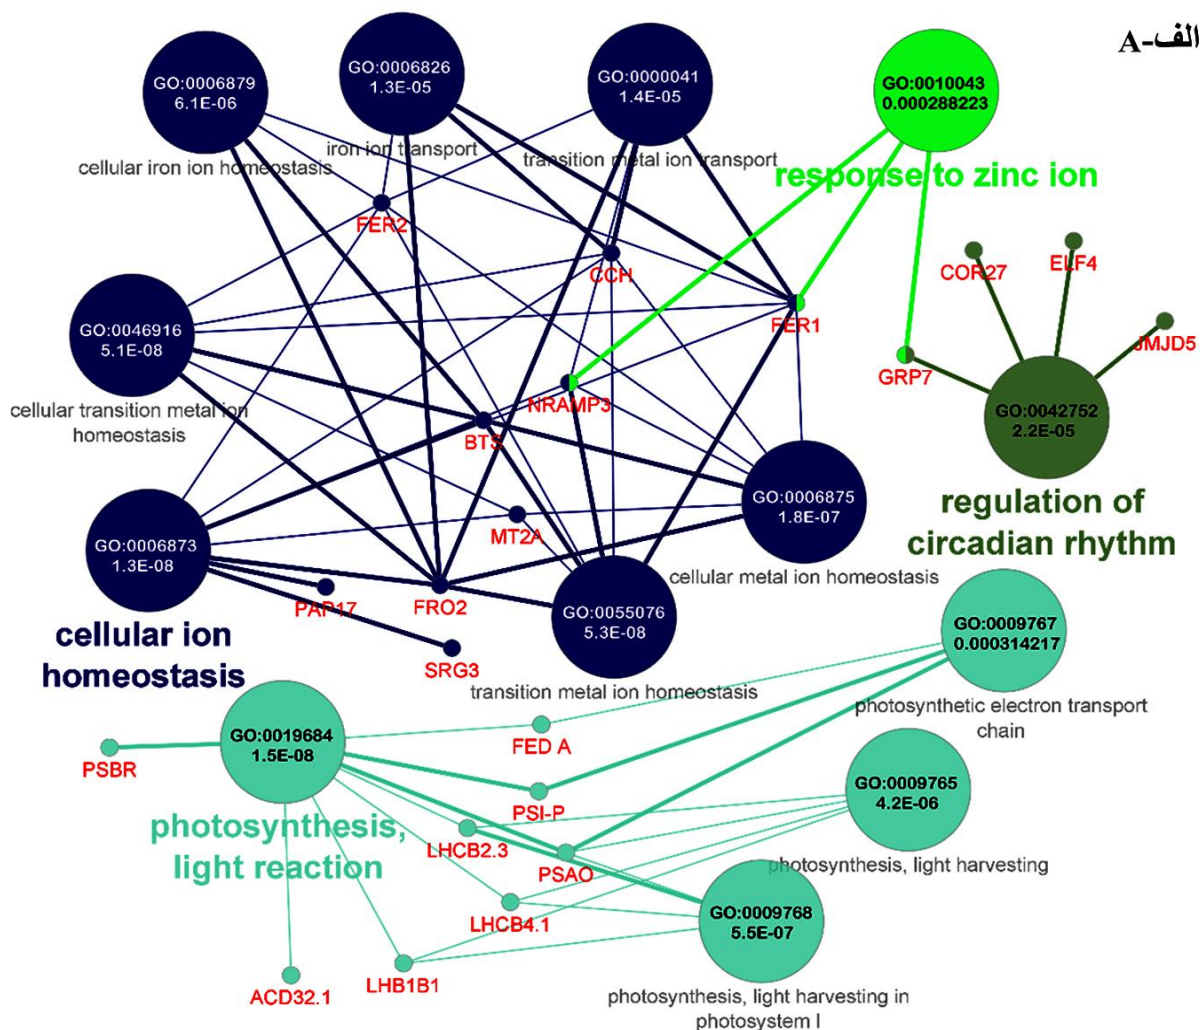 A-الف
GO:0006879
6.1E-06
cellular iron ion homeostasis
GO:0006826
1.3E-05
iron ion transport
GO:0000041
1.4E-05
transition metal ion transport
GO:0010043
0.000288223
response to zinc ion
FER2
CCH
FER1
COR27
ELF4
JMJD5
GRP7
GO:0046916
5.1E-08
cellular transition metal ion
homeostasis
NRAMP3
BTS
GO:0042752
2.2E-05
regulation of
circadian rhythm
GO:0006875
1.8E-07
cellular metal ion homeostasis
MT2A
GO:0006873
1.3E-08
cellular ion
homeostasis
PAP17
FRO2
SRG3
GO:0055076
5.3E-08
transition metal ion homeostasis
GO:0009767
0.000314217
photosynthetic electron transport
chain
GO:0019684
1.5E-08
photosynthesis,
light reaction
PSBR
FED A
PSI-P
GO:0009765
4.2E-06
photosynthesis, light harvesting
LHCB2.3
PSAO
LHCB4.1
GO:0009768
5.5E-07
photosynthesis, light harvesting in
photosystem I
ACD32.1
LHB1B1